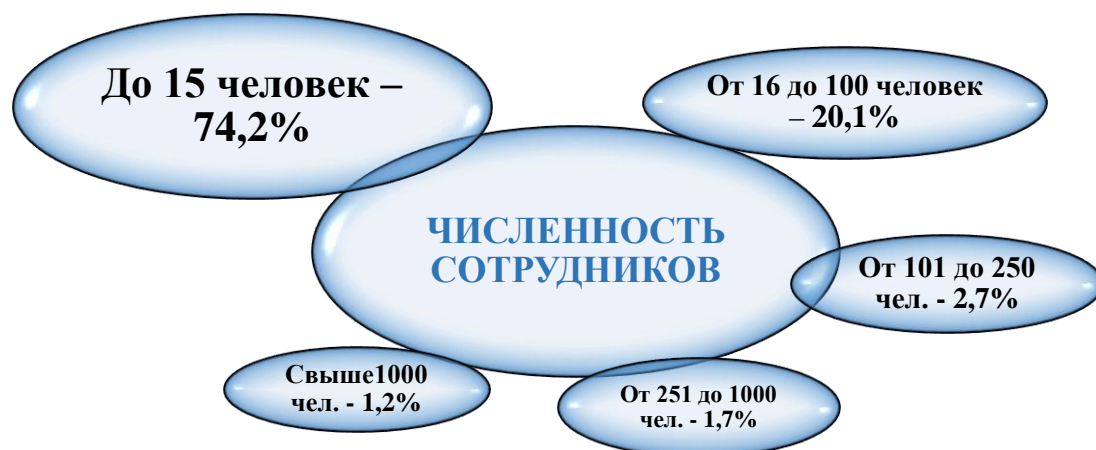 До 15 человек –
74,2%
От 16 до 100 человек
– 20,1%
ЧИСЛЕННОСТЬ
СОТРУДНИКОВ
От 101 до 250
чел. - 2,7%
Свыше1000
чел. - 1,2%
От 251 до 1000
чел. - 1,7%